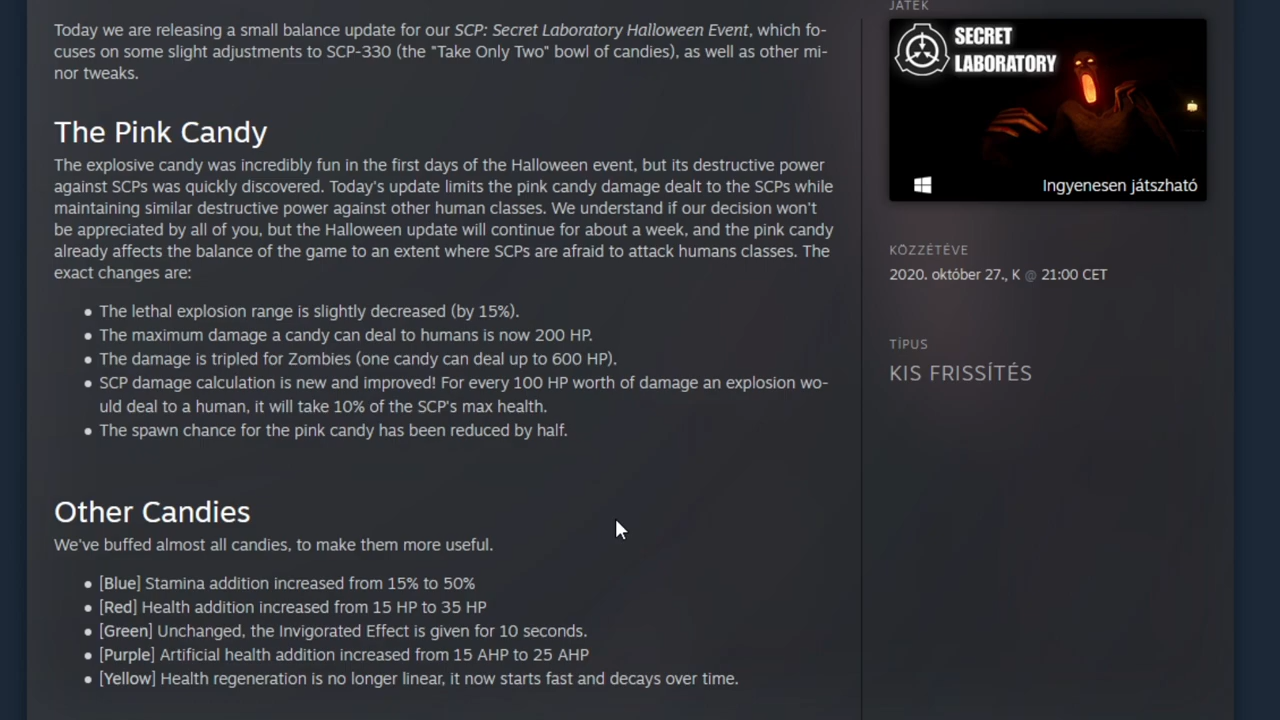 Today we are releasing a small balance update for our SCP: Secret Laboratory Halloween Event, which fo-
cuses on some slight adjustments to SCP-330 (the "Take Only Two" bowl of candies), as well as other mi-
nor tweaks.
The Pink Candy
The explosive candy was incredibly fun in the first days of the Halloween event, but its destructive power
against SCPs was quickly discovered. Today's update limits the pink candy damage dealt to the SCPs while
maintaining similar destructive power against other human classes. We understand if our decision won't
be appreciated by all of you, but the Halloween update will continue for about a week, and the pink candy
already affects the balance of the game to an extent where SCPs are afraid to attack humans classes. The
exact changes are:
• The lethal explosion range is slightly decreased (by 15%).
• The maximum damage a candy can deal to humans is now 200 HP.
• The damage is tripled for Zombies (one candy can deal up to 600 HP).
• SCP damage calculation is new and improved! For every 100 HP worth of damage an explosion wo-
uld deal to a human, it will take 10% of the SCP's max health.
• The spawn chance for the pink candy has been reduced by half.
Other Candies
We've buffed almost all candies, to make them more useful.
• [Blue] Stamina addition increased from 15% to 50%
• [Red] Health addition increased from 15 HP to 35 HP
• [Green] Unchanged, the Invigorated Effect is given for 10 seconds.
• [Purple] Artificial health addition increased from 15 AHP to 25 AHP
• [Yellow] Health regeneration is no longer linear, it now starts fast and decays over time.
JÁTÉK
SECRET
LABORATORY
Ingyenesen játszható
KÖZZÉTÉVE
2020. október 27., K @ 21:00 CET
TÍPUS
KIS FRISSÍTÉS